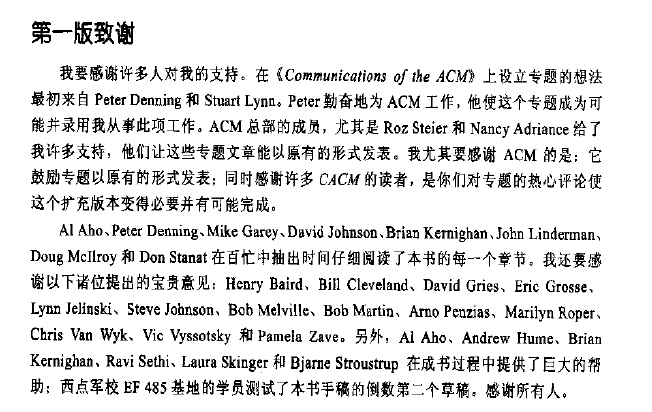 第一版致谢
我要感谢许多人对我的支持。在《Communications of the ACM》上设立专题的想法
最初来自 Peter Denning 和 Stuart Lynn。Peter 勤奋地为 ACM 工作，他使这个专题成为可
能并录用我从事此项工作。ACM 总部的成员，尤其是 Roz Steier 和 Nancy Adriance 给了
我许多支持，他们让这些专题文章能以原有的形式发表。我尤其要感谢 ACM 的是：它
鼓励专题以原有的形式发表；同时感谢许多 CACM 的读者，是你们对专题的热心评论使
这个扩充版本变得必要并有可能完成。
Al Aho、Peter Denning、Mike Garey、David Johnson、Brian Kernighan、John Linderman、
Doug McIlroy 和 Don Stanat 在百忙中抽出时间仔细阅读了本书的每一个章节。我还要感
谢以下诸位提出的宝贵意见：Henry Baird、Bill Cleveland、David Gries、Eric Grosse、
Lynn Jelinski、Steve Johnson、Bob Melville、Bob Martin、Arno Penzias、Marilyn Roper、
Chris Van Wyk、Vic Vyssotsky 和 Pamela Zave。另外，Al Aho、Andrew Hume、Brian
Kernighan、Ravi Sethi、Laura Skinger 和 Bjarne Stroustrup 在成书过程中提供了巨大的帮
助；西点军校 EF 485 基地的学员测试了本书手稿的倒数第二个草稿。感谢所有人。